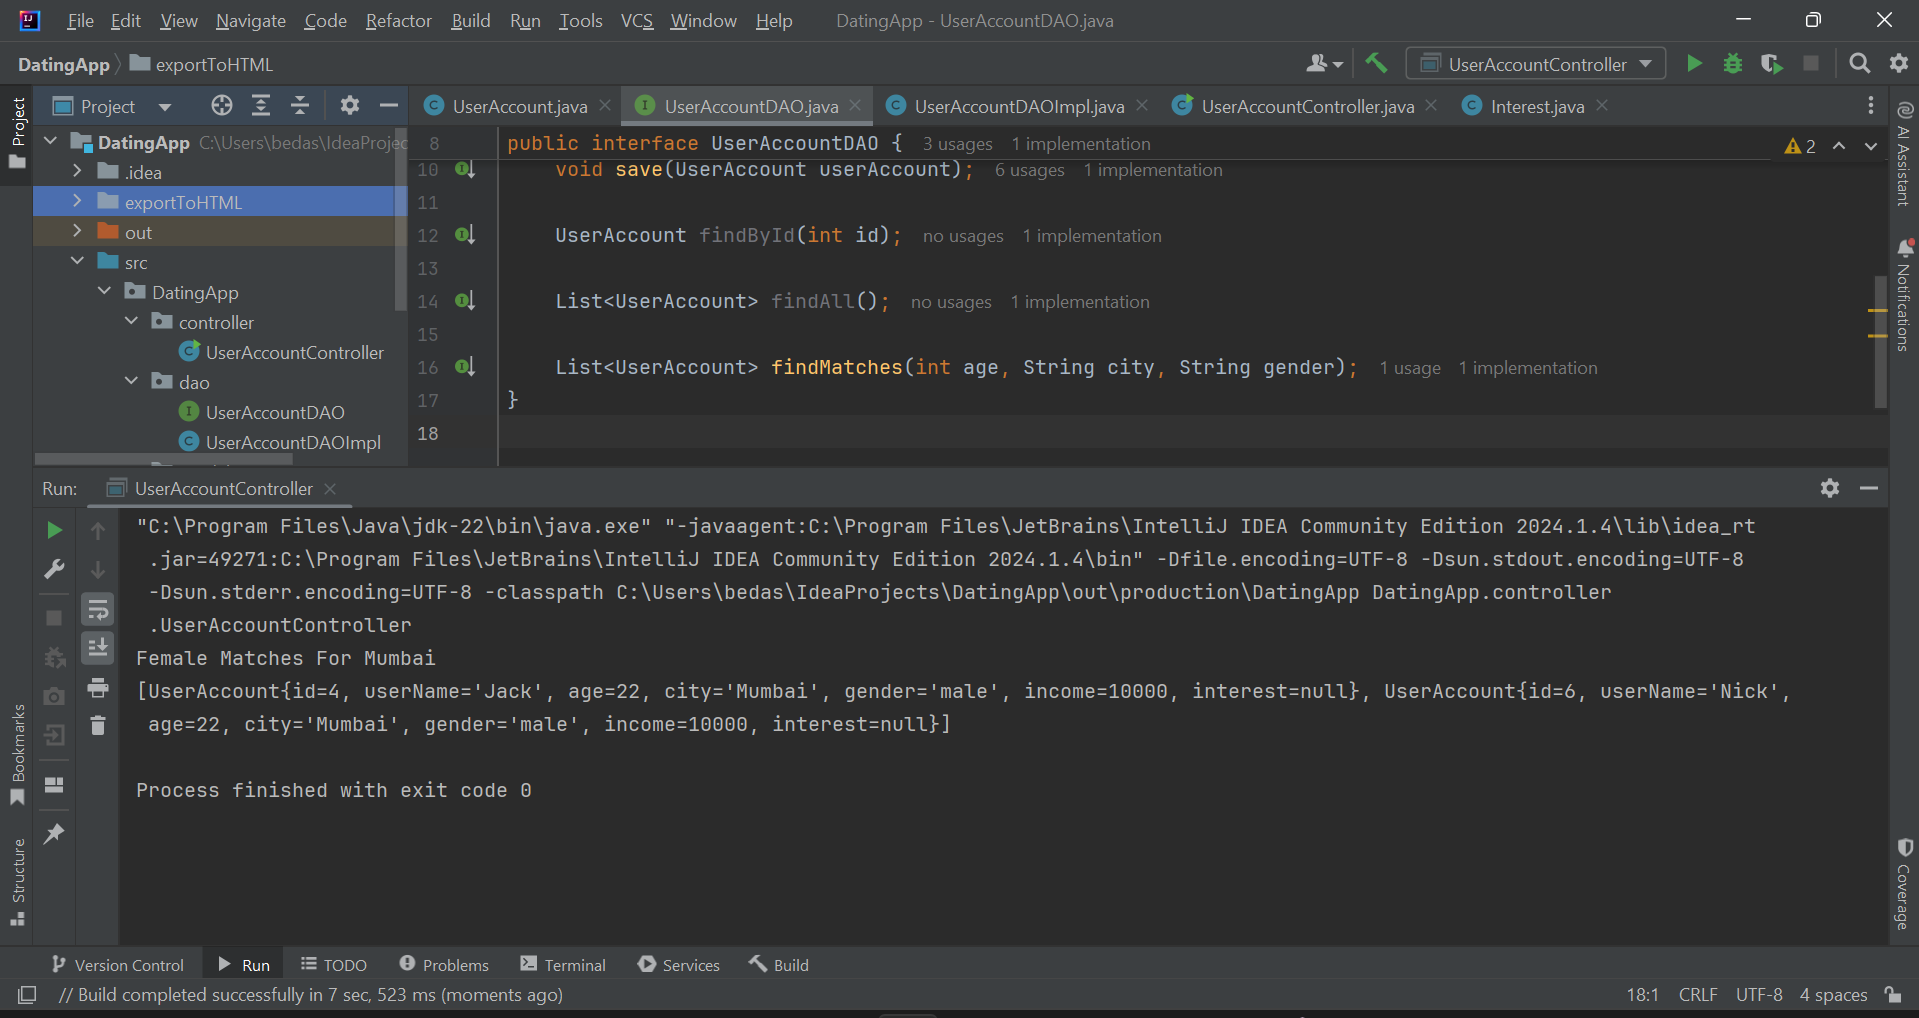 File Edit View Navigate Code Refactor Build Run Tools VCS Window Help DatingApp - UserAccountDAO.java
DatingApp exportToHTML UserAccountController
Project
Project
UserAccount.java UserAccountDAO.java UserAccountDAOImpl.java UserAccountController.java Interest.java
DatingApp C:\Users\bedas\IdeaProjec
.idea
exportToHTML
out
src
DatingApp
controller
UserAccountController
dao
UserAccountDAO
UserAccountDAOImpl
8 public interface UserAccountDAO { 3 usages 1 implementation
2
10 void save(UserAccount userAccount); 6 usages 1 implementation
11
12 UserAccount findById(int id); no usages 1 implementation
13
14 List<UserAccount> findAll(); no usages 1 implementation
15
16 List<UserAccount> findMatches(int age, String city, String gender); 1 usage 1 implementation
17 }
18
AI Assistant
Notifications
Run: UserAccountController
"C:\Program Files\Java\jdk-22\bin\java.exe" "-javaagent:C:\Program Files\JetBrains\IntelliJ IDEA Community Edition 2024.1.4\lib\idea_rt
.jar=49271:C:\Program Files\JetBrains\IntelliJ IDEA Community Edition 2024.1.4\bin" -Dfile.encoding=UTF-8 -Dsun.stdout.encoding=UTF-8
-Dsun.stderr.encoding=UTF-8 -classpath C:\Users\bedas\IdeaProjects\DatingApp\out\production\DatingApp DatingApp.controller
.UserAccountController
Female Matches For Mumbai
[UserAccount{id=4, userName='Jack', age=22, city='Mumbai', gender='male', income=10000, interest=null}, UserAccount{id=6, userName='Nick',
age=22, city='Mumbai', gender='male', income=10000, interest=null}]
Process finished with exit code 0
Bookmarks
Structure
Coverage
Version Control Run TODO Problems Terminal Services Build
// Build completed successfully in 7 sec, 523 ms (moments ago) 18:1 CRLF UTF-8 4 spaces